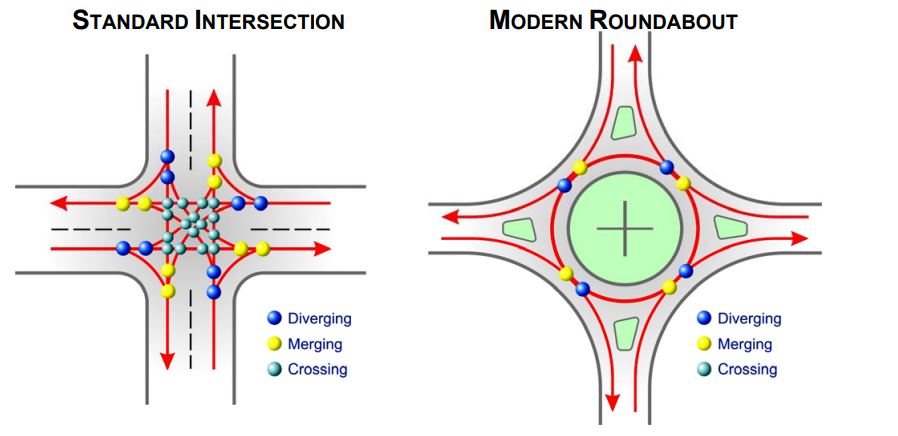 STANDARD INTERSECTION
MODERN ROUNDABOUT
Diverging
Merging
Crossing
Diverging
Merging
Crossing